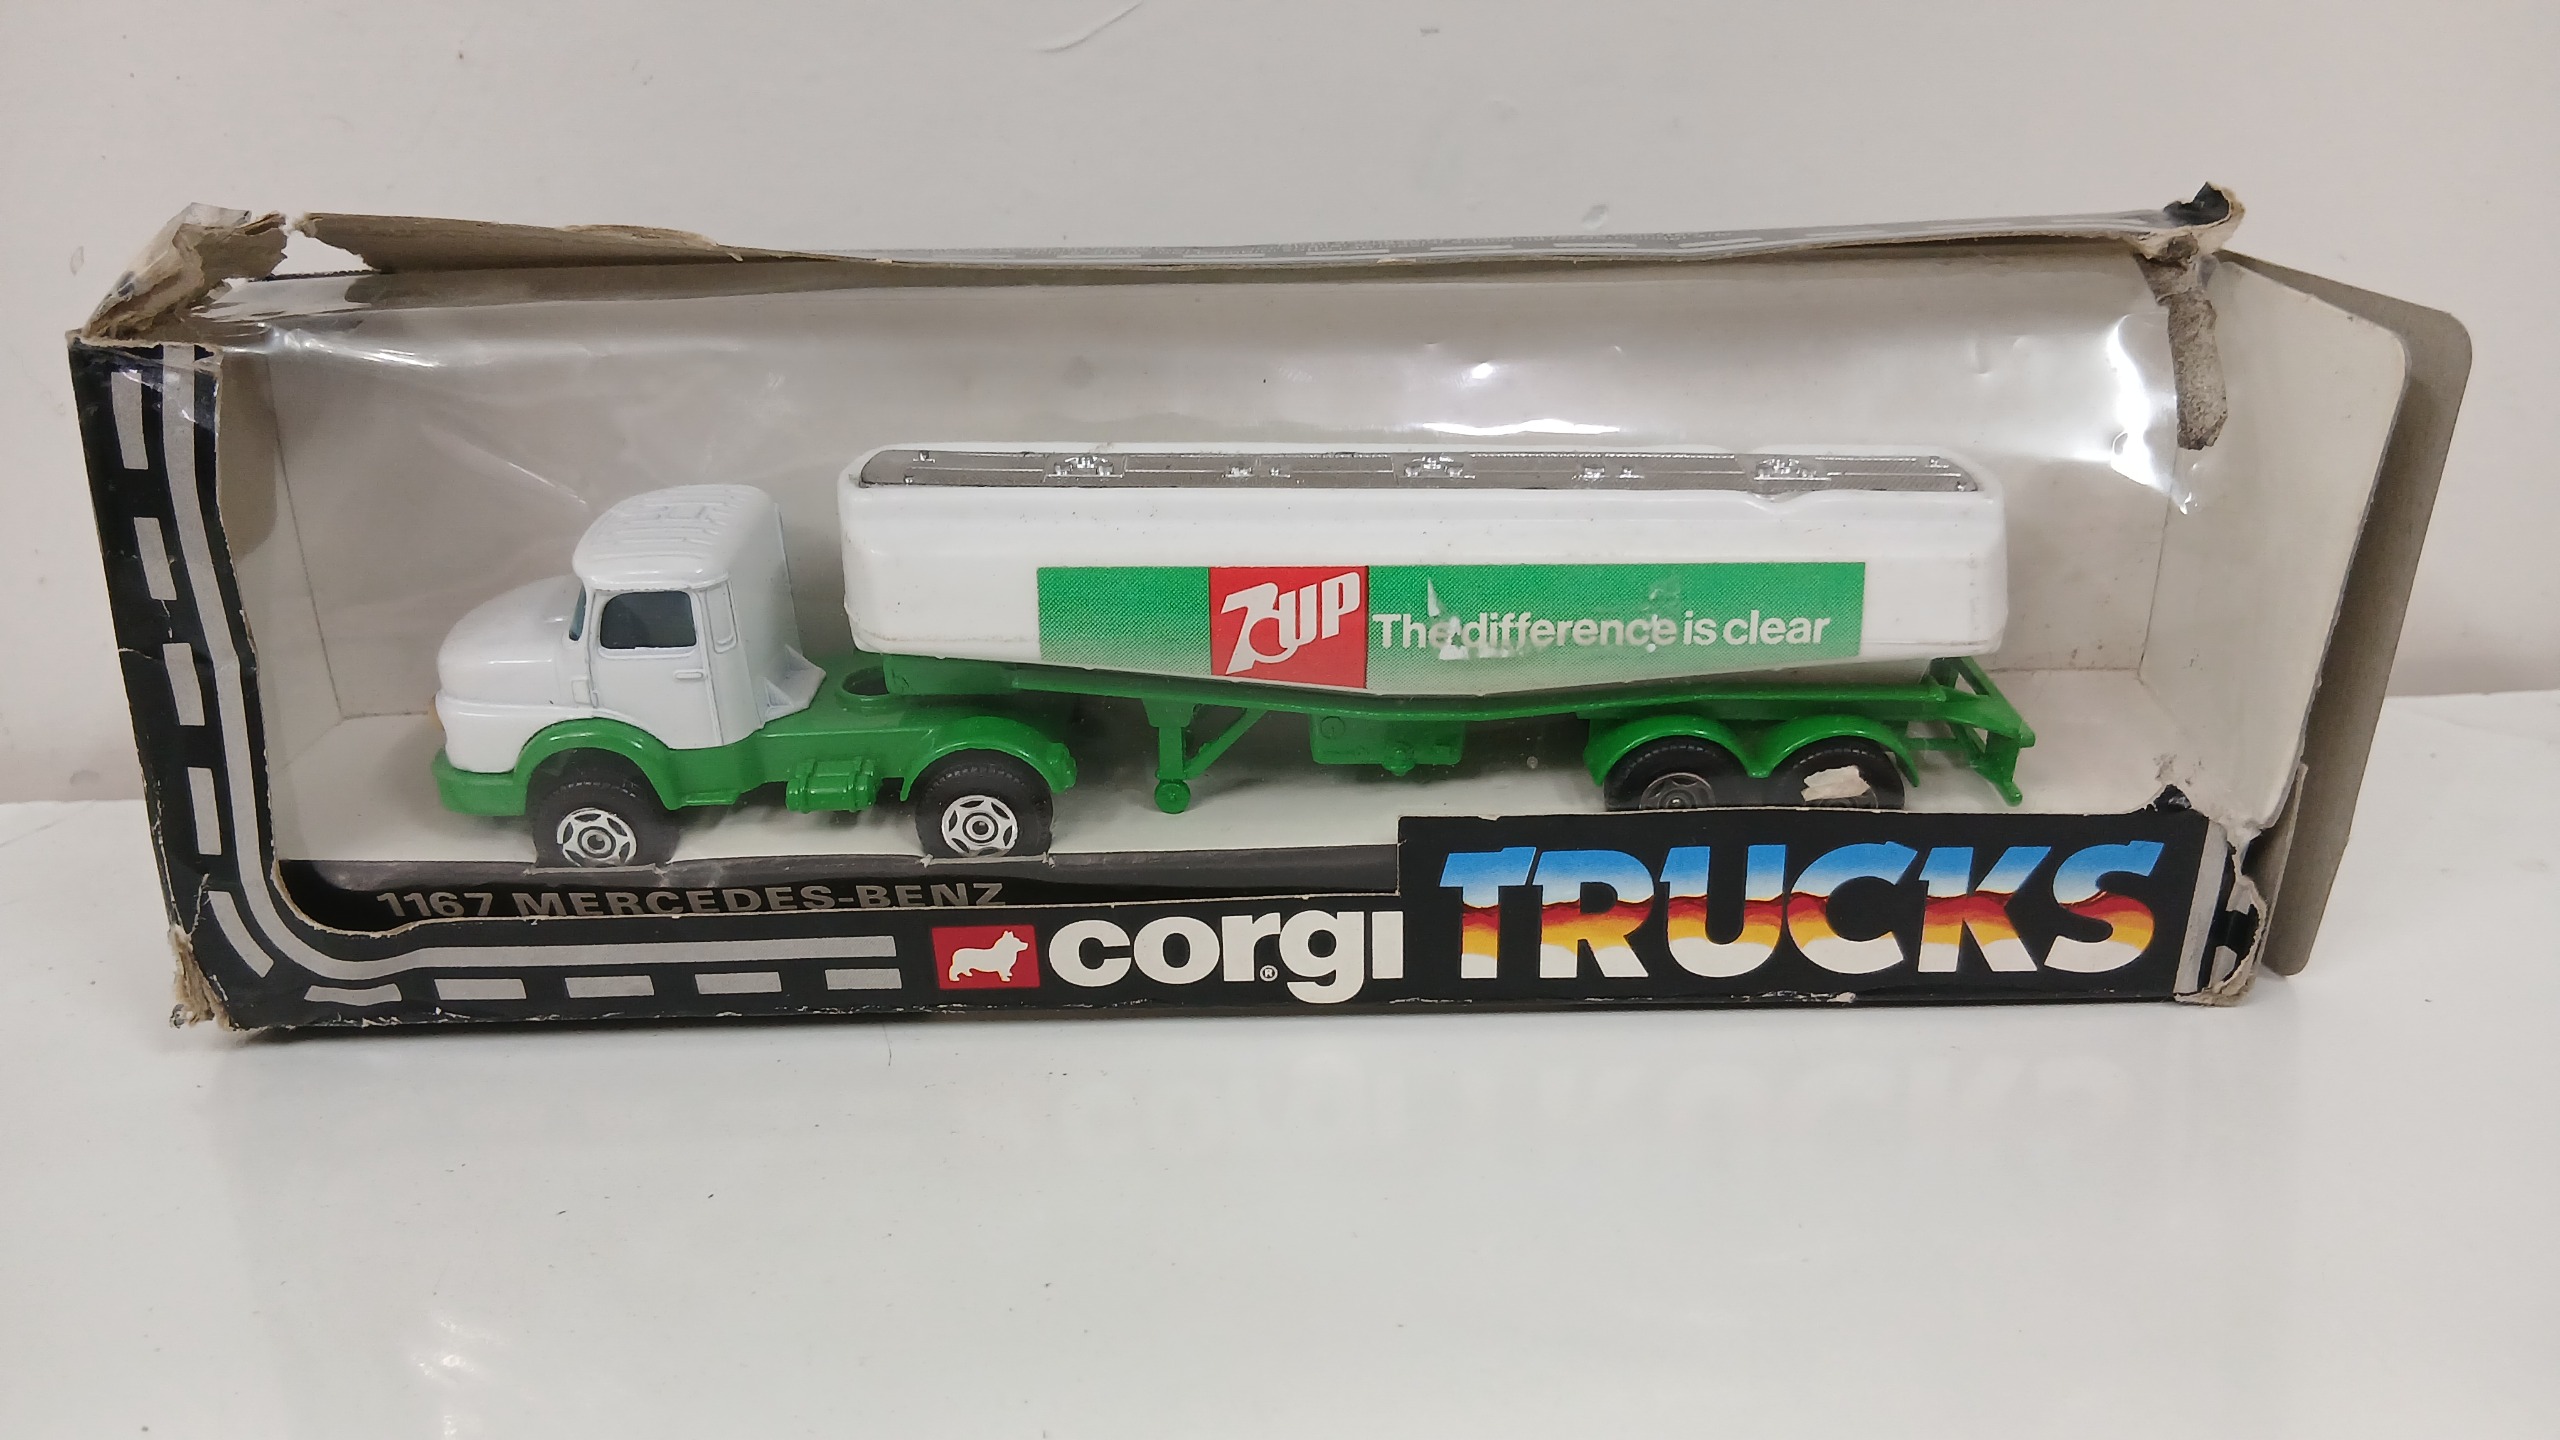 7UP The difference is clear
1167 MERCEDES-BENZ
corgi® TRUCKS